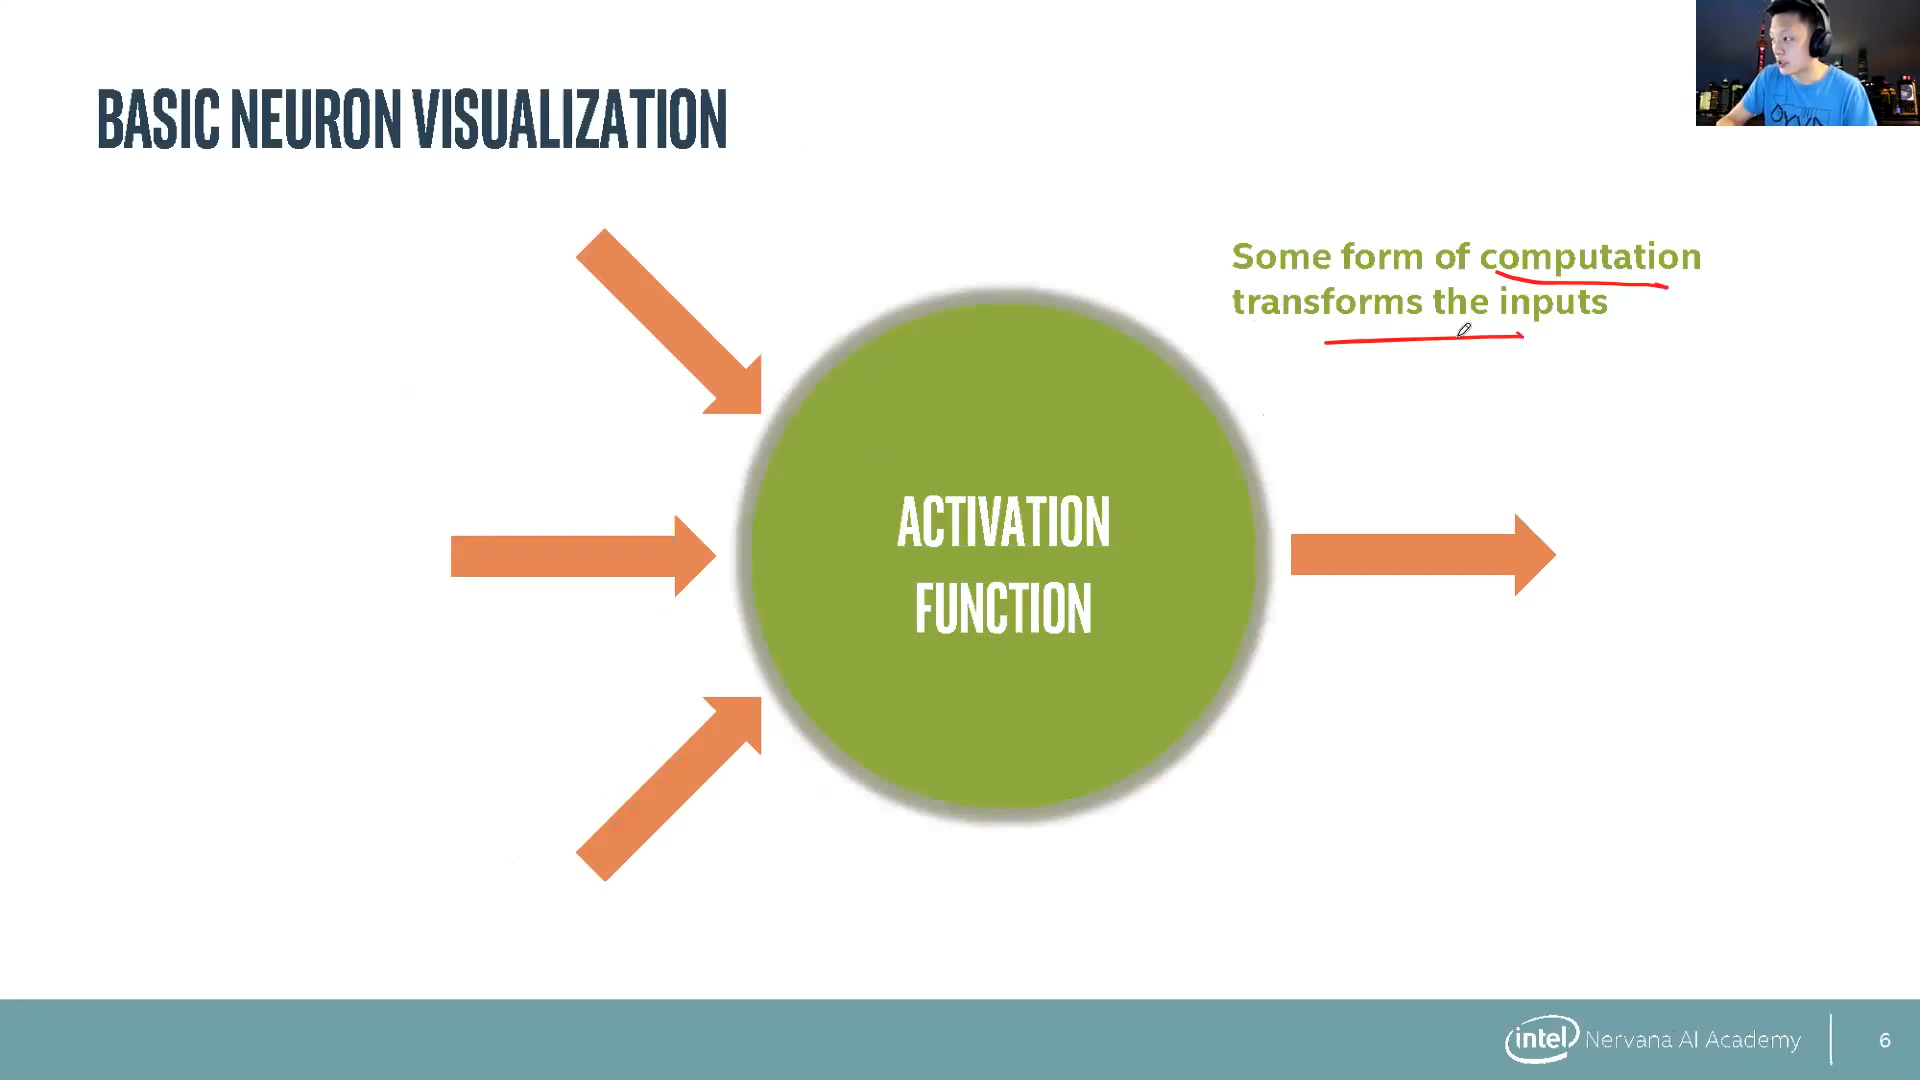 BASIC NEURON VISUALIZATION
Some form of computation
transforms the inputs
ACTIVATION
FUNCTION
intel Nervana AI Academy
6